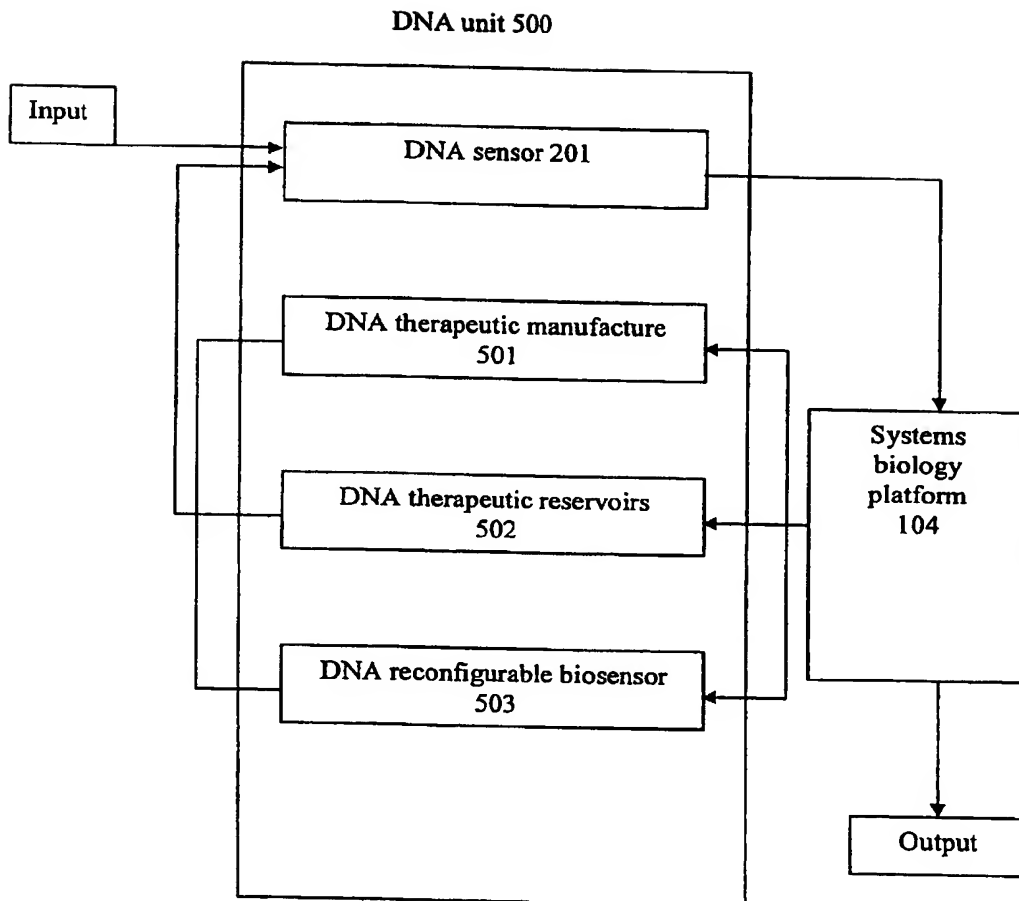 DNA unit 500
Input
DNA sensor 201
DNA therapeutic manufacture
501
DNA therapeutic reservoirs
502
DNA reconfigurable biosensor
503
Systems
biology
platform
104
Output